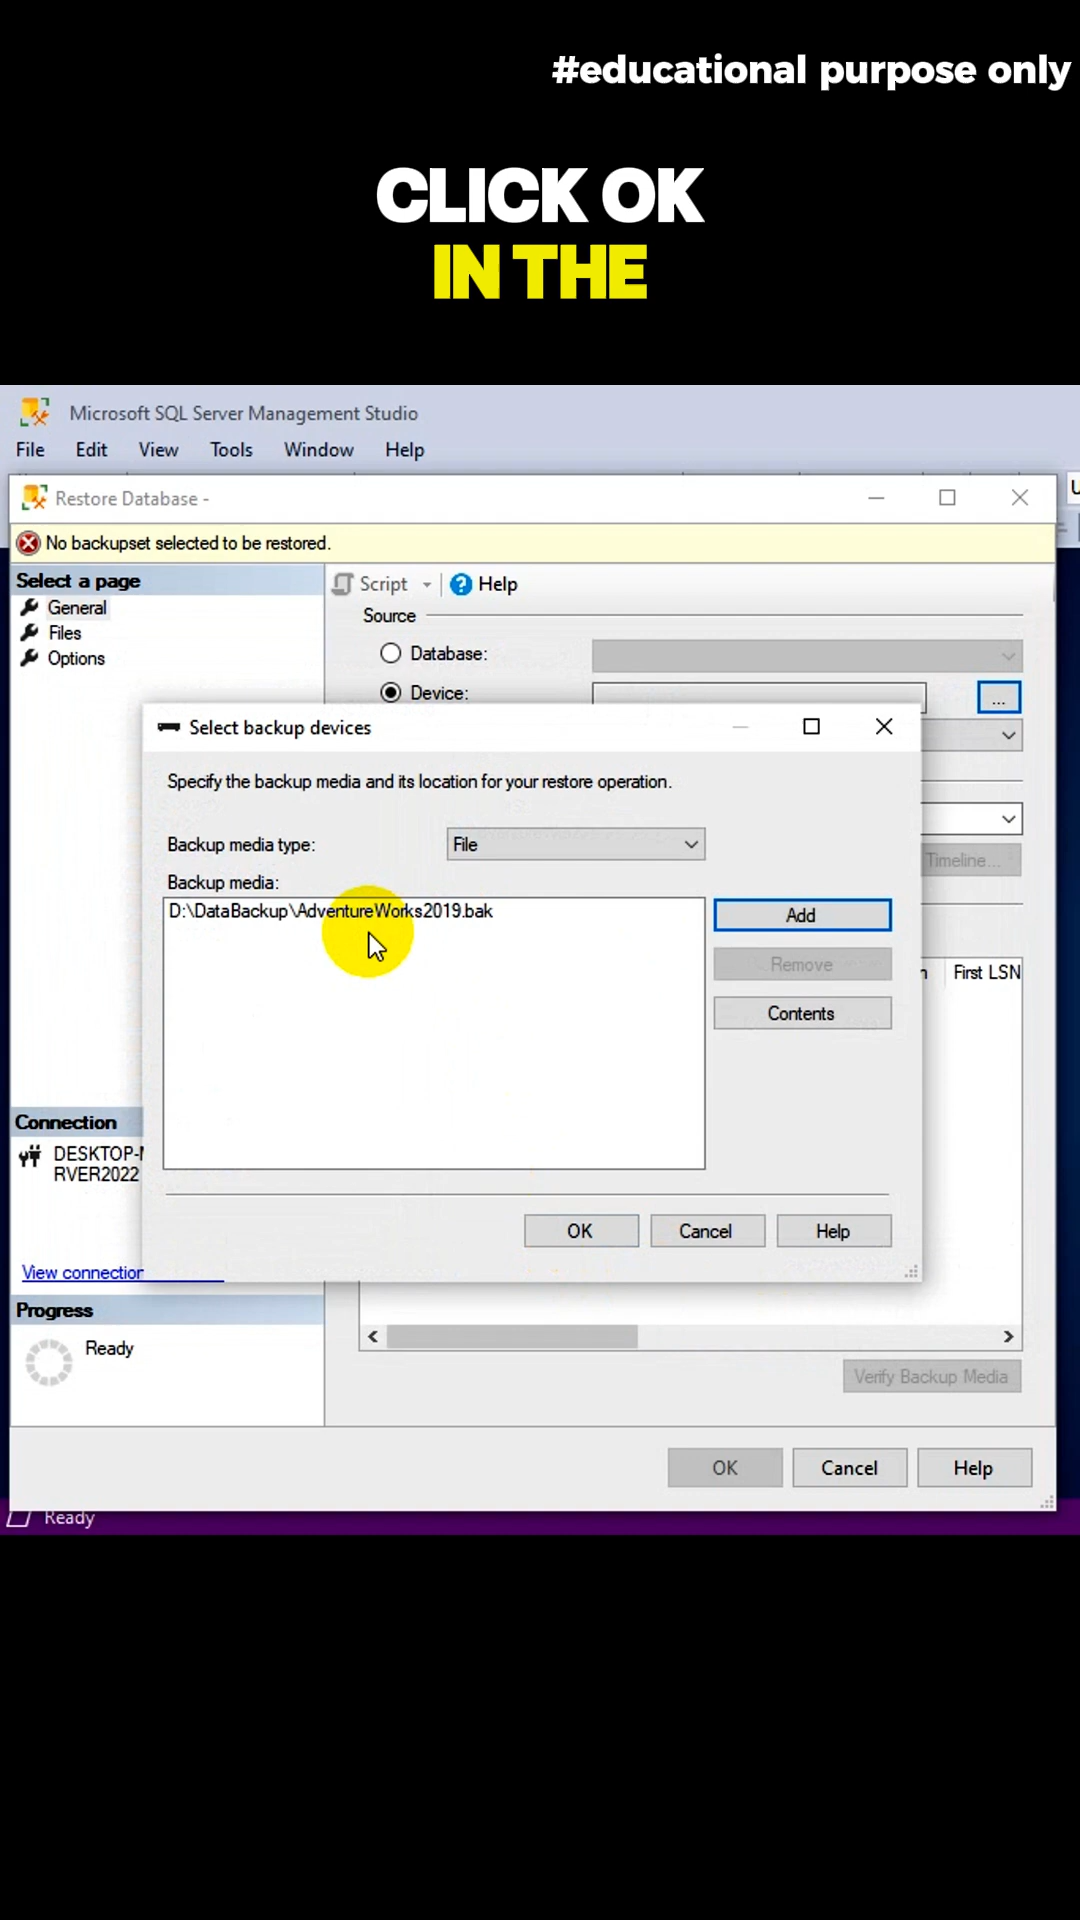 #educational purpose only
CLICK OK
IN THE
Microsoft SQL Server Management Studio
File Edit View Tools Window Help
Restore Database -
No backupset selected to be restored.
Select a page
General
Files
Options
Script Help
Source
Database:
Device:
...
Select backup devices
Specify the backup media and its location for your restore operation.
Backup media type: File
Backup media:
D:\DataBackup\AdventureWorks2019.bak
Add
Remove
Contents
Timeline...
First LSN
OK Cancel Help
Connection
DESKTOP-
RVER2022
View connection
Progress
Ready
Verify Backup Media
OK Cancel Help
Ready